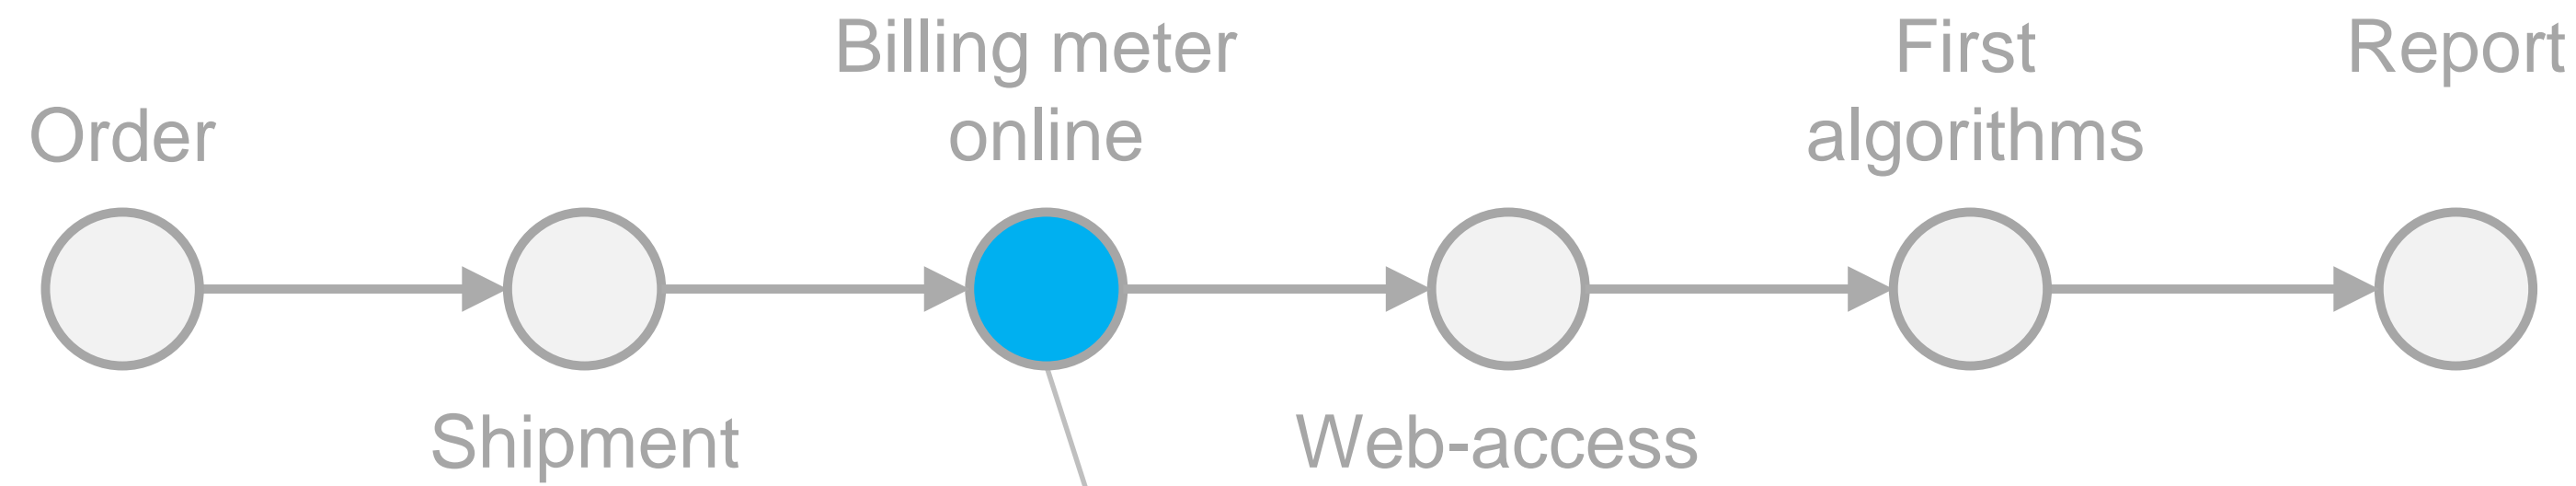 Order
Shipment
Billing meter
online
Web-access
First
algorithms
Report